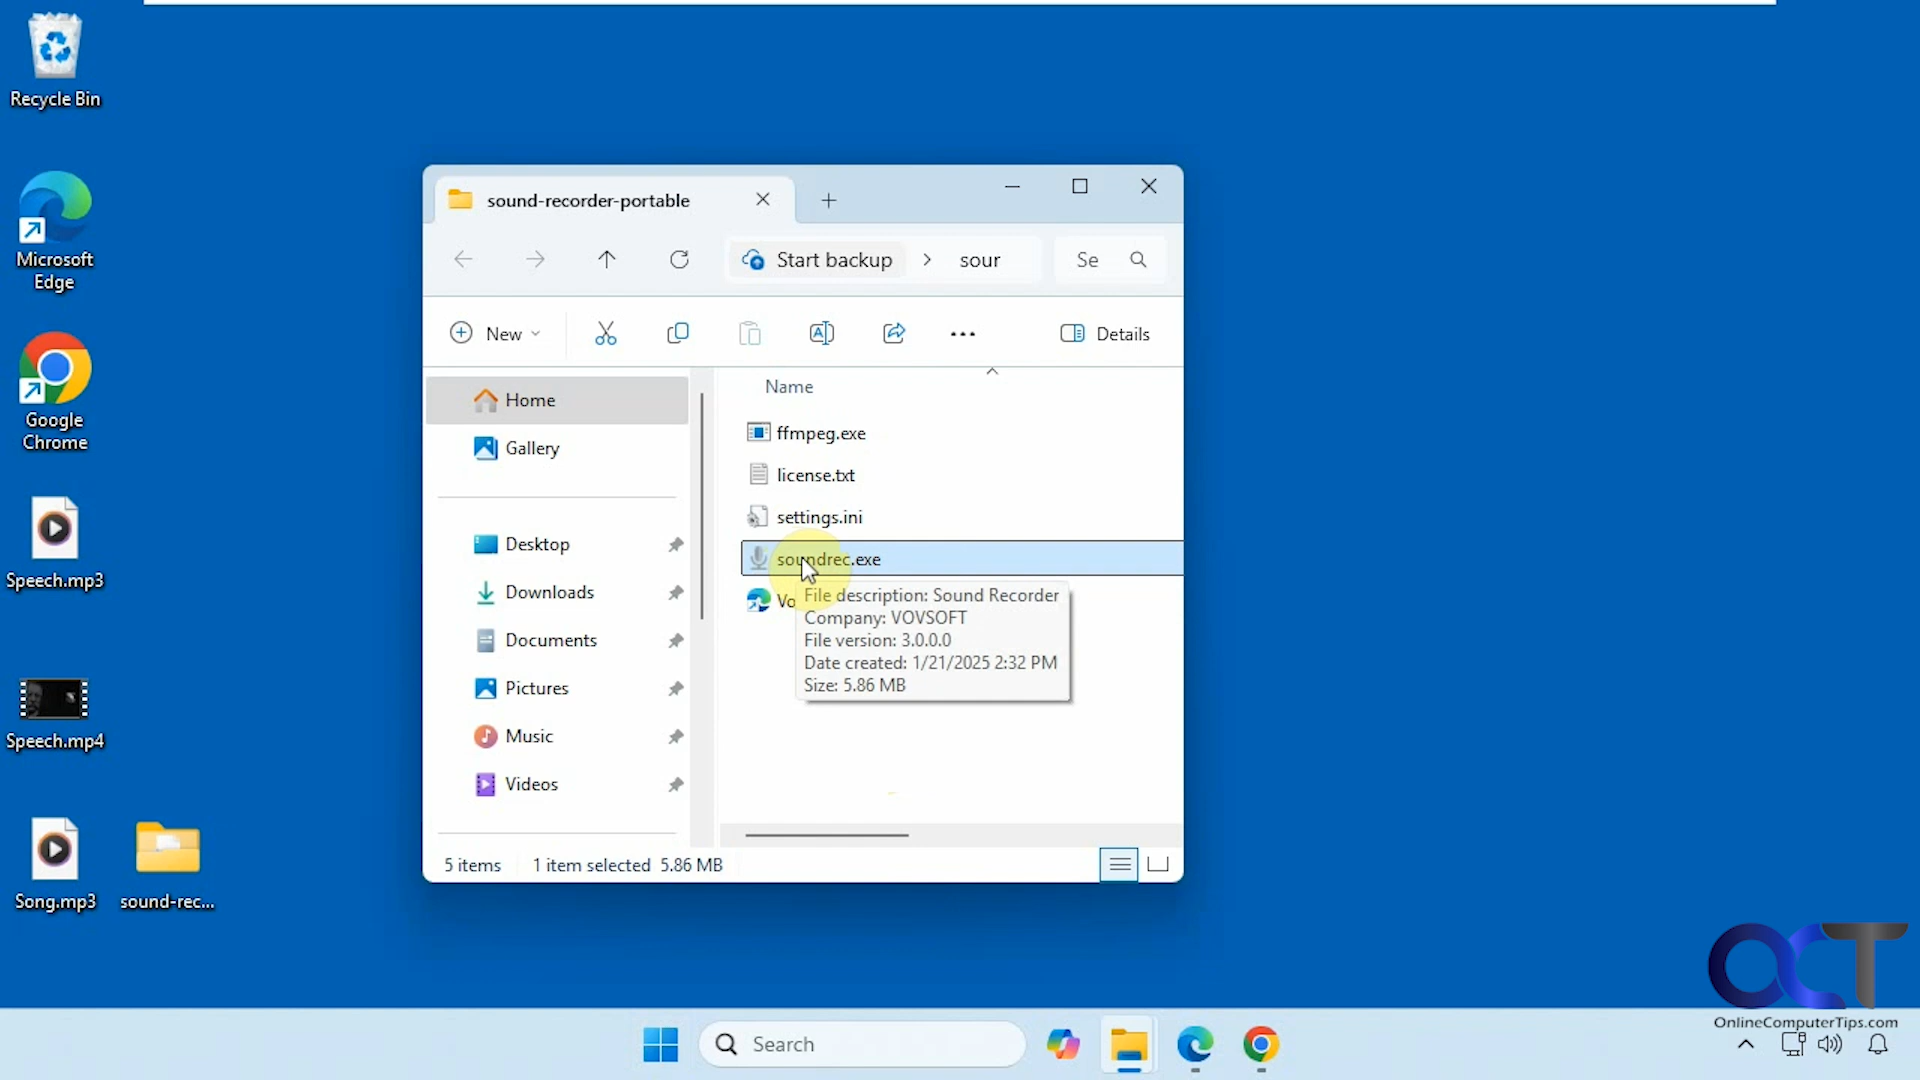 Recycle Bin
Microsoft
Edge
Google
Chrome
Speech.mp3
Speech.mp4
Song.mp3
sound-rec...
sound-recorder-portable
Start backup
sour
Se
New
Details
Home
Gallery
Desktop
Downloads
Documents
Pictures
Music
Videos
Name
ffmpeg.exe
license.txt
settings.ini
soundrec.exe
Vo
File description: Sound Recorder
Company: VOVSOFT
File version: 3.0.0.0
Date created: 1/21/2025 2:32 PM
Size: 5.86 MB
5 items
1 item selected 5.86 MB
OCT
OnlineComputerTips.com
Search